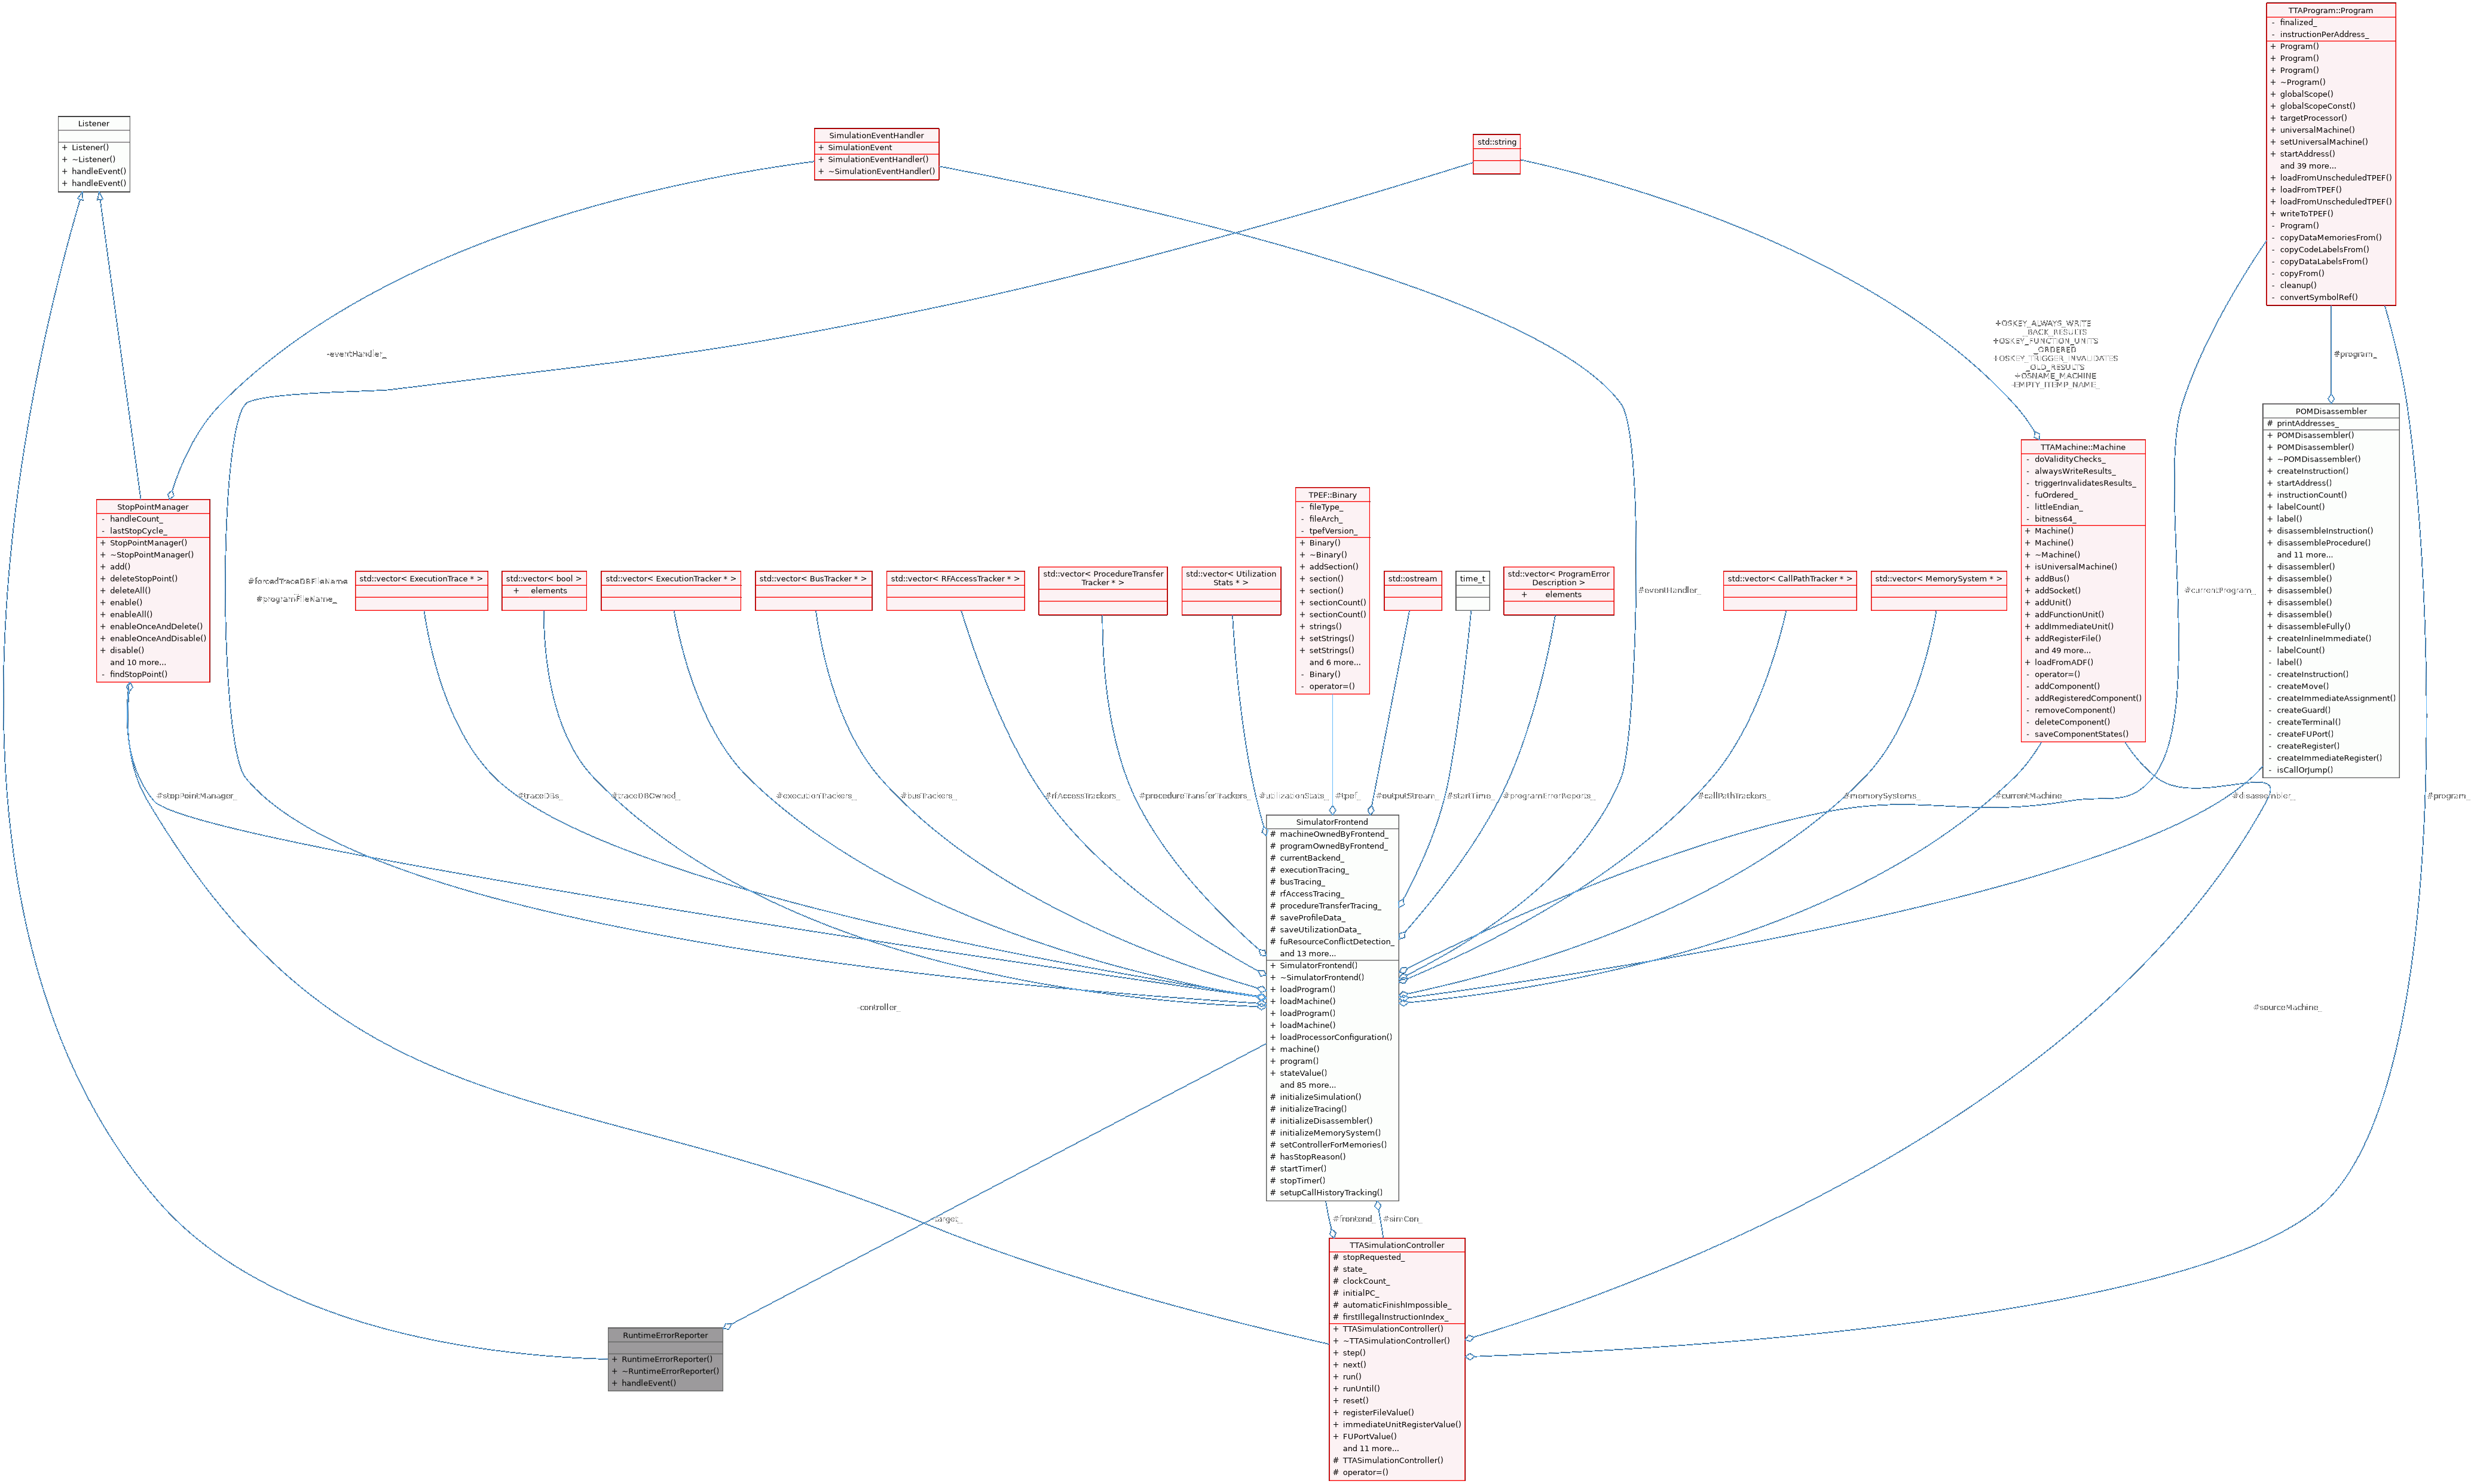 TTAProgram::Program
- finalized_
- instructionPerAddress_
+ Program()
+ Program()
+ Program()
+ ~Program()
+ globalScope()
+ globalScopeConst()
+ targetProcessor()
+ universalMachine()
+ setUniversalMachine()
+ startAddress()
and 39 more...
+ loadFromUnscheduledTPEF()
+ loadFromTPEF()
+ loadFromUnscheduledTPEF()
+ writeToTPEF()
- Program()
- copyDataMemoriesFrom()
- copyCodeLabelsFrom()
- copyDataLabelsFrom()
- copyFrom()
- cleanup()
- convertSymbolRef()
Listener
+ Listener()
+ ~Listener()
+ handleEvent()
+ handleEvent()
SimulationEventHandler
+ SimulationEvent
+ SimulationEventHandler()
+ ~SimulationEventHandler()
std::string
+OSKEY_ALWAYS_WRITE
_BACK_RESULTS
+OSKEY_FUNCTION_UNITS
_ORDERED
+OSKEY_TRIGGER_INVALIDATES
_OLD_RESULTS
+OSNAME_MACHINE
-EMPTY_ITEMP_NAME_
-eventHandler_
#program_
POMDisassembler
# printAddresses_
+ POMDisassembler()
+ POMDisassembler()
+ ~POMDisassembler()
+ createInstruction()
+ startAddress()
+ instructionCount()
+ labelCount()
+ label()
+ disassembleInstruction()
+ disassembleProcedure()
and 11 more...
+ disassembler()
+ disassemble()
+ disassemble()
+ disassemble()
+ disassemble()
+ disassembleFully()
+ createInlineImmediate()
- labelCount()
- label()
- createInstruction()
- createMove()
- createImmediateAssignment()
- createGuard()
- createTerminal()
- createFUPort()
- createRegister()
- createImmediateRegister()
- isCallOrJump()
TTAMachine::Machine
- doValidityChecks_
- alwaysWriteResults_
- triggerInvalidatesResults_
- fuOrdered_
- littleEndian_
- bitness64_
+ Machine()
+ Machine()
+ ~Machine()
+ isUniversalMachine()
+ addBus()
+ addSocket()
+ addUnit()
+ addFunctionUnit()
+ addImmediateUnit()
+ addRegisterFile()
and 49 more...
+ loadFromADF()
- operator=()
- addComponent()
- addRegisteredComponent()
- removeComponent()
- deleteComponent()
- saveComponentStates()
StopPointManager
- handleCount_
- lastStopCycle_
+ StopPointManager()
+ ~StopPointManager()
+ add()
+ deleteStopPoint()
+ deleteAll()
+ enable()
+ enableAll()
+ enableOnceAndDelete()
+ enableOnceAndDisable()
+ disable()
and 10 more...
- findStopPoint()
#forcedTraceDBFileName
_
#programFileName_
std::vector< ExecutionTrace * >
std::vector< bool >
+ elements
std::vector< ExecutionTracker * >
std::vector< BusTracker * >
std::vector< RFAccessTracker * >
std::vector< ProcedureTransfer
Tracker * >
std::vector< Utilization
Stats * >
TPEF::Binary
- fileType_
- fileArch_
- tpefVersion_
+ Binary()
+ ~Binary()
+ addSection()
+ section()
+ section()
+ sectionCount()
+ sectionCount()
+ strings()
+ setStrings()
+ setStrings()
and 6 more...
- Binary()
- operator=()
std::ostream
time_t
std::vector< ProgramError
Description >
+ elements
#eventHandler_
std::vector< CallPathTracker * >
std::vector< MemorySystem * >
#currentProgram_
#stopPointManager_
#traceDBs_
#traceDBOwned_
#executionTrackers_
#busTrackers_
#rfAccessTrackers_
#procedureTransferTrackers_
#utilizationStats_
#tpef_
#outputStream_
#startTime_
#programErrorReports_
#callPathTrackers_
#memorySystems_
#currentMachine_
#disassembler_
#program_
SimulatorFrontend
# machineOwnedByFrontend_
# programOwnedByFrontend_
# currentBackend_
# executionTracing_
# busTracing_
# rfAccessTracing_
# procedureTransferTracing_
# saveProfileData_
# saveUtilizationData_
# fuResourceConflictDetection_
and 13 more...
+ SimulatorFrontend()
+ ~SimulatorFrontend()
+ loadProgram()
+ loadMachine()
+ loadProgram()
+ loadMachine()
+ loadProcessorConfiguration()
+ machine()
+ program()
+ stateValue()
and 85 more...
# initializeSimulation()
# initializeTracing()
# initializeDisassembler()
# initializeMemorySystem()
# setControllerForMemories()
# hasStopReason()
# startTimer()
# stopTimer()
# setupCallHistoryTracking()
-controller_
#sourceMachine_
-target_
#frontend_
#simCon_
RuntimeErrorReporter
+ RuntimeErrorReporter()
+ ~RuntimeErrorReporter()
+ handleEvent()
TTASimulationController
# stopRequested_
# state_
# clockCount_
# initialPC_
# automaticFinishImpossible_
# firstIllegalInstructionIndex_
+ TTASimulationController()
+ ~TTASimulationController()
+ step()
+ next()
+ run()
+ runUntil()
+ reset()
+ registerFileValue()
+ immediateUnitRegisterValue()
+ FUPortValue()
and 11 more...
# TTASimulationController()
# operator=()